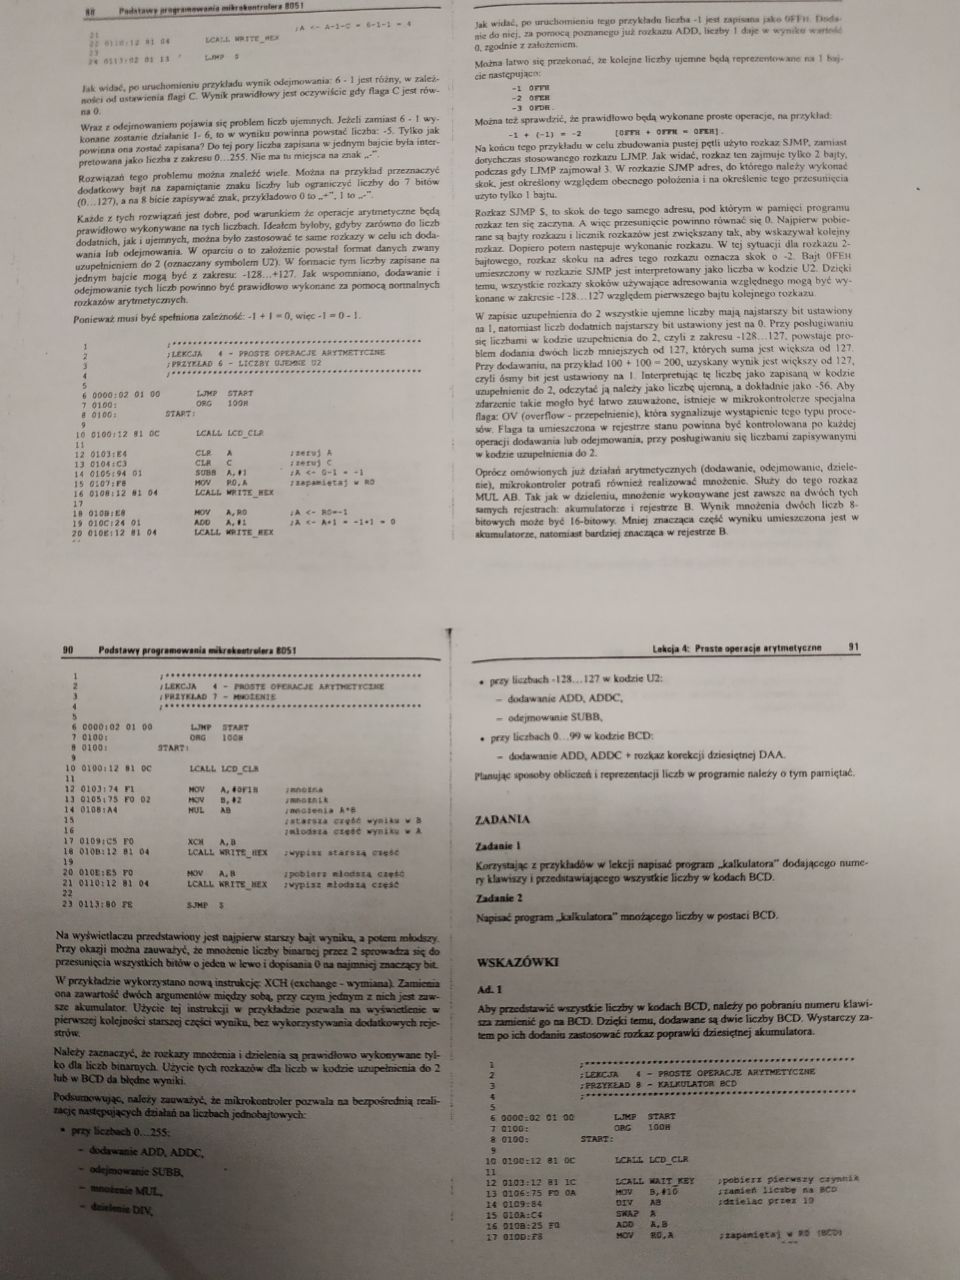 88 Podstawy programowania mikrokontrolera 8051
;A <- A-1-C = 6-1-1 = 4
21
22 0110:12 81 04 LCALL WRITE_HEX
23
24 0113:02 01 13 LJMP $
Jak widać, po uruchomieniu przykładu wynik odejmowania: 6 - 1 jest różny, w zależ-
ności od ustawienia flagi C. Wynik prawidłowy jest oczywiście gdy flaga C jest rów-
na 0.
Wraz z odejmowaniem pojawia się problem liczb ujemnych. Jeżeli zamiast 6 - 1 wy-
konane zostanie działanie 1- 6, to w wyniku powinna powstać liczba: -5. Tylko jak
powinna ona zostać zapisana? Do tej pory liczba zapisana w jednym bajcie była inter-
pretowana jako liczba z zakresu 0...255. Nie ma tu miejsca na znak „-”.
Rozwiązań tego problemu można znaleźć wiele. Można na przykład przeznaczyć
dodatkowy bajt na zapamiętanie znaku liczby lub ograniczyć liczby do 7 bitów
(0...127), a na 8 bicie zapisywać znak, przykładowo 0 to „+”, 1 to „-”.
Każde z tych rozwiązań jest dobre, pod warunkiem że operacje arytmetyczne będą
prawidłowo wykonywane na tych liczbach. Ideałem byłoby, gdyby zarówno do liczb
dodatnich, jak i ujemnych, można było zastosować te same rozkazy w celu ich doda-
wania lub odejmowania. W oparciu o to założenie powstał format danych zwany
uzupełnieniem do 2 (oznaczany symbolem U2). W formacie tym liczby zapisane na
jednym bajcie mogą być z zakresu: -128...+127. Jak wspomniano, dodawanie i
odejmowanie tych liczb powinno być prawidłowo wykonane za pomocą normalnych
rozkazów arytmetycznych.
Ponieważ musi być spełniona zależność: -1 + 1 = 0, więc -1 = 0 - 1.
1 ;******************************************
2 ;LEKCJA 4 - PROSTE OPERACJE ARYTMETYCZNE
3 ;PRZYKŁAD 6 - LICZBY UJEMNE U2
4 ;******************************************
5
6 0000:02 01 00 LJMP START
7 0100: ORG 100H
8 0100: START:
9
10 0100:12 81 0C LCALL LCD_CLR
11
12 0103:E4 CLR A ;zeruj A
13 0104:C3 CLR C ;zeruj C
14 0105:94 01 SUBB A,#1 ;A <- 0-1 = -1
15 0107:F8 MOV R0,A ;zapamiętaj w R0
16 0108:12 81 04 LCALL WRITE_HEX
17
18 010B:E8 MOV A,R0 ;A <- R0=-1
19 010C:24 01 ADD A,#1 ;A <- A+1 = -1+1 = 0
20 010E:12 81 04 LCALL WRITE_HEX
Jak widać, po uruchomieniu tego przykładu liczba -1 jest zapisana jako 0FFH. Doda-
nie do niej, za pomocą poznanego już rozkazu ADD, liczby 1 daje w wyniku wartość
0, zgodnie z założeniem.
Można łatwo się przekonać, że kolejne liczby ujemne będą reprezentowane na 1 baj-
cie następująco:
-1 0FFH
-2 0FEH
-3 0FDH.
Można też sprawdzić, że prawidłowo będą wykonane proste operacje, na przykład:
-1 + (-1) = -2 [0FFH + 0FFH = 0FEH].
Na końcu tego przykładu w celu zbudowania pustej pętli użyto rozkaz SJMP, zamiast
dotychczas stosowanego rozkazu LJMP. Jak widać, rozkaz ten zajmuje tylko 2 bajty,
podczas gdy LJMP zajmował 3. W rozkazie SJMP adres, do którego należy wykonać
skok, jest określony względem obecnego położenia i na określenie tego przesunięcia
użyto tylko 1 bajtu.
Rozkaz SJMP $, to skok do tego samego adresu, pod którym w pamięci programu
rozkaz ten się zaczyna. A więc przesunięcie powinno równać się 0. Najpierw pobie-
rane są bajty rozkazu i licznik rozkazów jest zwiększany tak, aby wskazywał kolejny
rozkaz. Dopiero potem następuje wykonanie rozkazu. W tej sytuacji dla rozkazu 2-
bajtowego, rozkaz skoku na adres tego rozkazu oznacza skok o -2. Bajt 0FEH
umieszczony w rozkazie SJMP jest interpretowany jako liczba w kodzie U2. Dzięki
temu, wszystkie rozkazy skoków używające adresowania względnego mogą być wy-
konane w zakresie -128...127 względem pierwszego bajtu kolejnego rozkazu.
W zapisie uzupełnienia do 2 wszystkie ujemne liczby mają najstarszy bit ustawiony
na 1, natomiast liczb dodatnich najstarszy bit ustawiony jest na 0. Przy posługiwaniu
się liczbami w kodzie uzupełnienia do 2, czyli z zakresu -128...127, powstaje pro-
blem dodania dwóch liczb mniejszych od 127, których suma jest większa od 127.
Przy dodawaniu, na przykład 100 + 100 = 200, uzyskany wynik jest większy od 127,
czyli ósmy bit jest ustawiony na 1. Interpretując tę liczbę jako zapisaną w kodzie
uzupełnienie do 2, odczytać ją należy jako liczbę ujemną, a dokładnie jako -56. Aby
zdarzenie takie mogło być łatwo zauważone, istnieje w mikrokontrolerze specjalna
flaga: OV (overflow - przepełnienie), która sygnalizuje wystąpienie tego typu proce-
sów. Flaga ta umieszczona w rejestrze stanu powinna być kontrolowana po każdej
operacji dodawania lub odejmowania, przy posługiwaniu się liczbami zapisywanymi
w kodzie uzupełnienia do 2.
Oprócz omówionych już działań arytmetycznych (dodawanie, odejmowanie, dziele-
nie), mikrokontroler potrafi również realizować mnożenie. Służy do tego rozkaz
MUL AB. Tak jak w dzieleniu, mnożenie wykonywane jest zawsze na dwóch tych
samych rejestrach: akumulatorze i rejestrze B. Wynik mnożenia dwóch liczb 8-
bitowych może być 16-bitowy. Mniej znacząca część wyniku umieszczona jest w
akumulatorze, natomiast bardziej znacząca w rejestrze B.
90 Podstawy programowania mikrokontrolera 8051
1 ;******************************************
2 ;LEKCJA 4 - PROSTE OPERACJE ARYTMETYCZNE
3 ;PRZYKŁAD 7 - MNOŻENIE
4 ;******************************************
5
6 0000:02 01 00 LJMP START
7 0100: ORG 100H
8 0100: START:
9
10 0100:12 81 0C LCALL LCD_CLR
11
12 0103:74 F1 MOV A,#0F1H ;mnożna
13 0105:75 F0 02 MOV B,#2 ;mnożnik
14 0108:A4 MUL AB ;mnożenia A*B
15 ;starsza część wyniku w B
16 ;młodsza część wyniku w A
17 0109:C5 F0 XCH A,B
18 010B:12 81 04 LCALL WRITE_HEX ;wypisz starszą część
19
20 010E:E5 F0 MOV A,B ;pobierz młodszą część
21 0110:12 81 04 LCALL WRITE_HEX ;wypisz młodszą część
22
23 0113:80 FE SJMP $
Na wyświetlaczu przedstawiony jest najpierw starszy bajt wyniku, a potem młodszy.
Przy okazji można zauważyć, że mnożenie liczby binarnej przez 2 sprowadza się do
przesunięcia wszystkich bitów o jeden w lewo i dopisania 0 na najmniej znaczący bit.
W przykładzie wykorzystano nową instrukcję: XCH (exchange - wymiana). Zamienia
ona zawartość dwóch argumentów między sobą, przy czym jednym z nich jest zaw-
sze akumulator. Użycie tej instrukcji w przykładzie pozwala na wyświetlenie w
pierwszej kolejności starszej części wyniku, bez wykorzystywania dodatkowych reje-
strów.
Należy zaznaczyć, że rozkazy mnożenia i dzielenia są prawidłowo wykonywane tyl-
ko dla liczb binarnych. Użycie tych rozkazów dla liczb w kodzie uzupełnienia do 2
lub w BCD da błędne wyniki.
Podsumowując, należy zauważyć, że mikrokontroler pozwala na bezpośrednią reali-
zację następujących działań na liczbach jednobajtowych:
• przy liczbach 0...255:
– dodawanie ADD, ADDC,
– odejmowanie SUBB,
– mnożenie MUL,
– dzielenie DIV,
Lekcja 4: Proste operacje arytmetyczne 91
• przy liczbach -128...127 w kodzie U2:
– dodawanie ADD, ADDC,
– odejmowanie SUBB,
• przy liczbach 0...99 w kodzie BCD:
– dodawanie ADD, ADDC + rozkaz korekcji dziesiętnej DAA.
Planując sposoby obliczeń i reprezentacji liczb w programie należy o tym pamiętać.
ZADANIA
Zadanie 1
Korzystając z przykładów w lekcji napisać program „kalkulatora” dodającego nume-
ry klawiszy i przedstawiającego wszystkie liczby w kodach BCD.
Zadanie 2
Napisać program „kalkulatora” mnożącego liczby w postaci BCD.
WSKAZÓWKI
Ad. 1
Aby przedstawić wszystkie liczby w kodach BCD, należy po pobraniu numeru klawi-
sza zamienić go na BCD. Dzięki temu, dodawane są dwie liczby BCD. Wystarczy za-
tem po ich dodaniu zastosować rozkaz poprawki dziesiętnej akumulatora.
1 ;******************************************
2 ;LEKCJA 4 - PROSTE OPERACJE ARYTMETYCZNE
3 ;PRZYKŁAD 8 - KALKULATOR BCD
4 ;******************************************
5
6 0000:02 01 00 LJMP START
7 0100: ORG 100H
8 0100: START:
9
10 0100:12 81 0C LCALL LCD_CLR
11
12 0103:12 81 1C LCALL WAIT_KEY ;pobierz pierwszy czynnik
13 0106:75 F0 0A MOV B,#10 ;zamień liczbę na BCD
14 0109:84 DIV AB ;dzieląc przez 10
15 010A:C4 SWAP A
16 010B:25 F0 ADD A,B
17 010D:F8 MOV R0,A ;zapamiętaj w R0 (BCD)